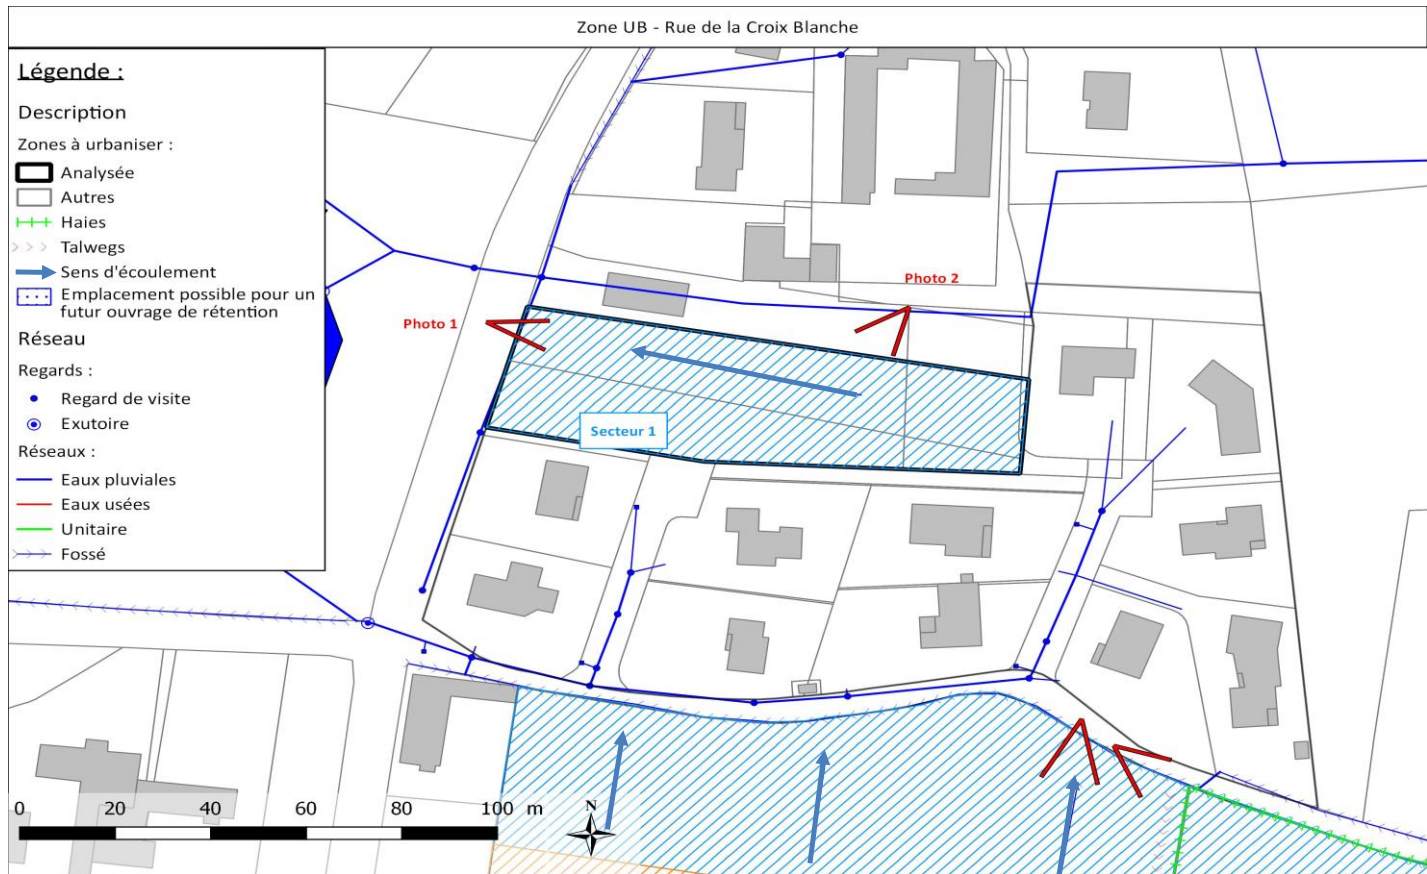 Zone UB - Rue de la Croix Blanche
Légende :
Description
Zones à urbaniser :
Analysée
Autres
Haies
Talwegs
Sens d'écoulement
Emplacement possible pour un
futur ouvrage de rétention
Réseau
Regards :
Regard de visite
Exutoire
Réseaux :
Eaux pluviales
Eaux usées
Unitaire
Fossé
Photo 2
Photo 1
Secteur 1
0 20 40 60 80 100 m
N